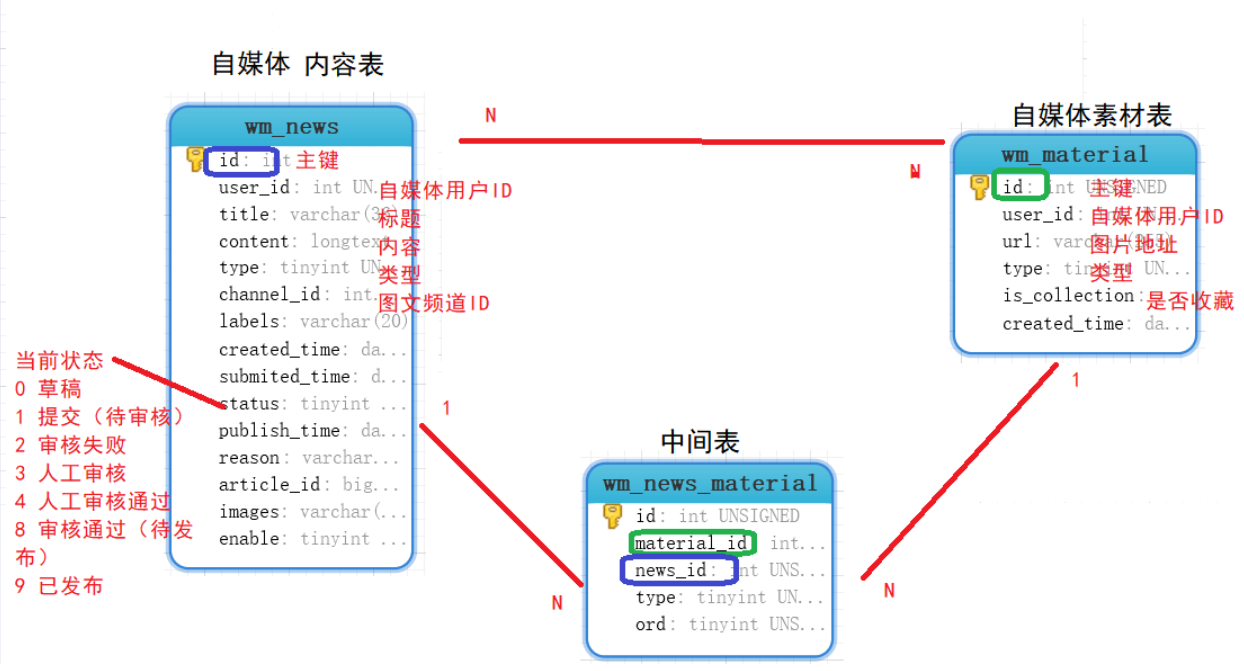 自媒体 内容表
wm_news
id: int 主键
user_id: int UN... 自媒体用户ID
title: varchar(36) 标题
content: longtext 内容
type: tinyint UN... 类型
channel_id: int... 图文频道ID
labels: varchar(20)
created_time: da...
submited_time: d...
status: tinyint ...
publish_time: da...
reason: varchar...
article_id: big...
images: varchar(...
enable: tinyint ...
当前状态
0 草稿
1 提交（待审核）
2 审核失败
3 人工审核
4 人工审核通过
8 审核通过（待发
布）
9 已发布
N
N
自媒体素材表
wm_material
id: int UNSIGNED 主键
user_id: 自媒体用户ID
url: 图片地址
type: UN... 类型
is_collection: 是否收藏
created_time: da...
1
1
中间表
wm_news_material
id: int UNSIGNED
material_id int...
news_id: int UNS...
type: tinyint UN...
ord: tinyint UNS...
N
N